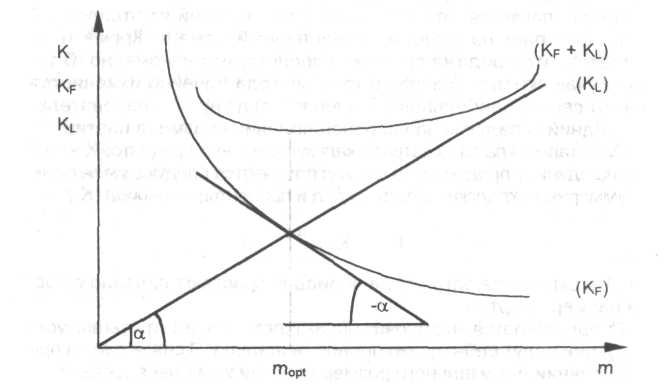 K
K_F
K_L
(K_F + K_L)
(K_L)
(K_F)
α
-α
m_opt
m